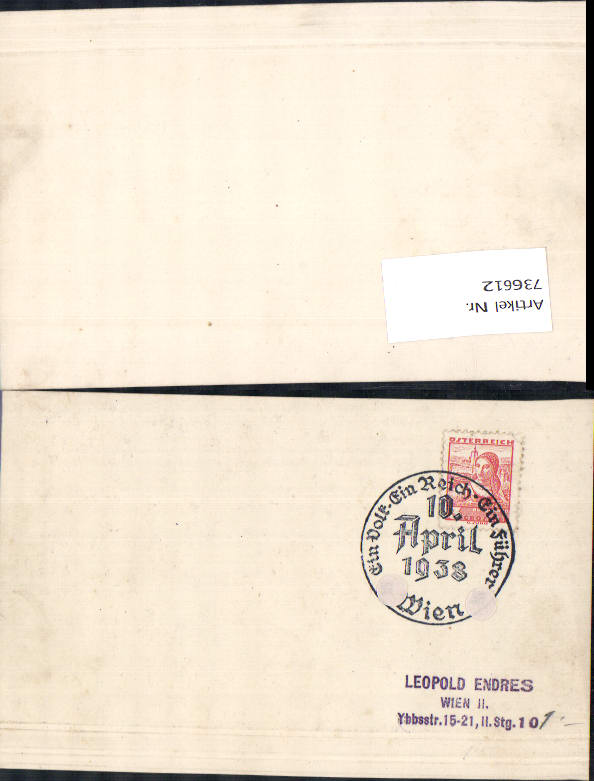 Artikel Nr.
736612
ÖSTERREICH
Ein Volk-Ein Reich-Ein Führer
10.
April
1938
Wien
LEOPOLD ENDRES
WIEN II.
Ybbsstr.15-21, II. Stg. 10